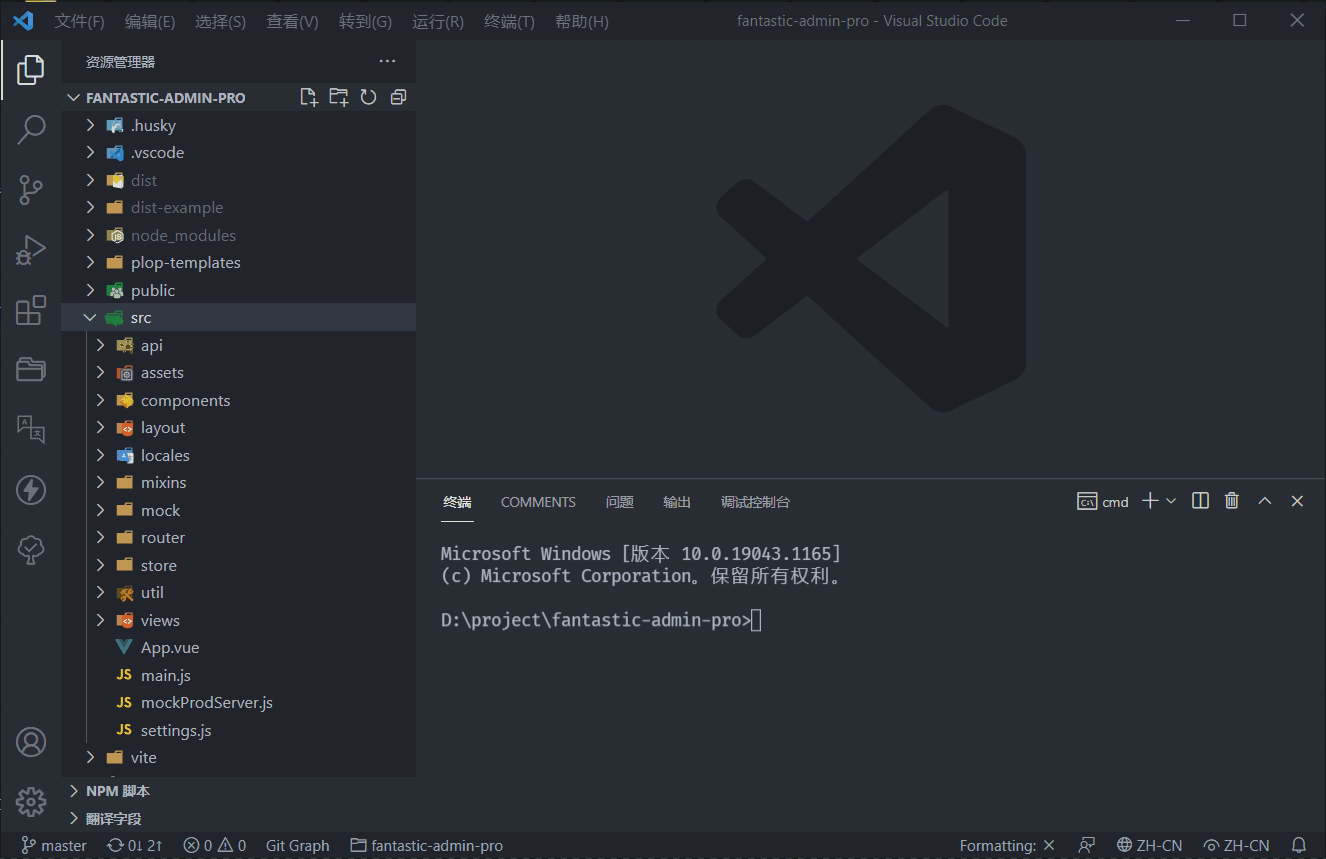 文件(F) 编辑(E) 选择(S) 查看(V) 转到(G) 运行(R) 终端(T) 帮助(H) fantastic-admin-pro - Visual Studio Code
资源管理器
FANTASTIC-ADMIN-PRO
.husky
.vscode
dist
dist-example
node_modules
plop-templates
public
src
api
assets
components
layout
locales
mixins
mock
router
store
util
views
App.vue
JS main.js
JS mockProdServer.js
JS settings.js
vite
NPM 脚本
翻译字段
终端 COMMENTS 问题 输出 调试控制台 cmd
Microsoft Windows [版本 10.0.19043.1165]
(c) Microsoft Corporation。保留所有权利。
D:\project\fantastic-admin-pro>
master 0↓ 2↑ 0 0 Git Graph fantastic-admin-pro Formatting: ZH-CN ZH-CN